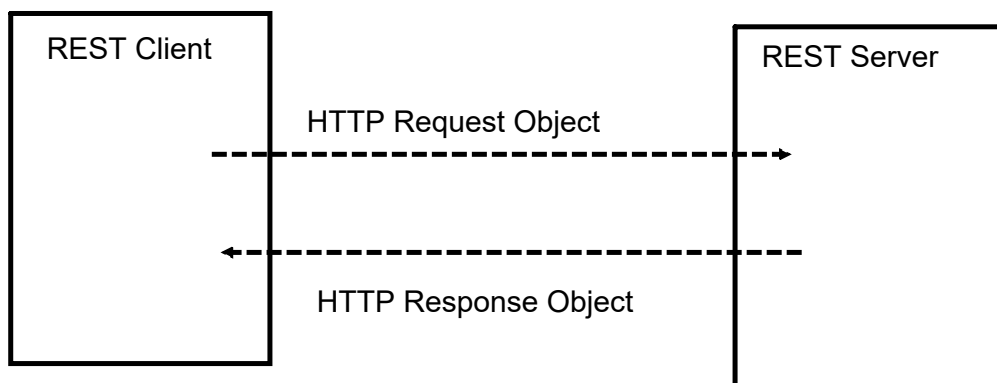 REST Client
REST Server
HTTP Request Object
HTTP Response Object